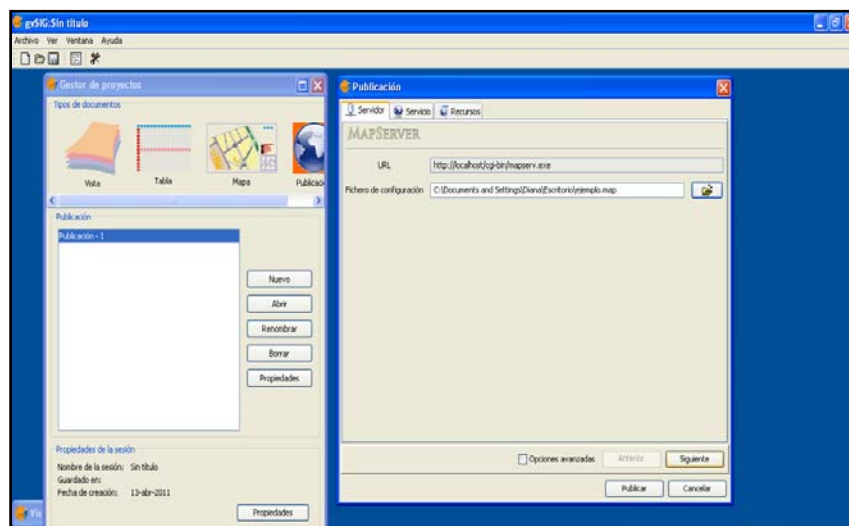 gvSIG:Sin título
Archivo Ver Ventana Ayuda
Gestor de proyectos
Tipos de documentos
Vista Tabla Mapa Publicac
Publicación
Publicación - 1
Nuevo
Abrir
Renombrar
Borrar
Propiedades
Propiedades de la sesión
Nombre de la sesión: Sin título
Guardado en:
Fecha de creación: 13-abr-2011
Propiedades
Vis
Publicación
Servidor Servicio Recursos
MAPSERVER
URL http://localhost/cgi-bin/mapserv.exe
Fichero de configuración C:\Documents and Settings\Diana\Escritorio\ejemplo.map
Opciones avanzadas Anterior Siguiente
Publicar Cancelar